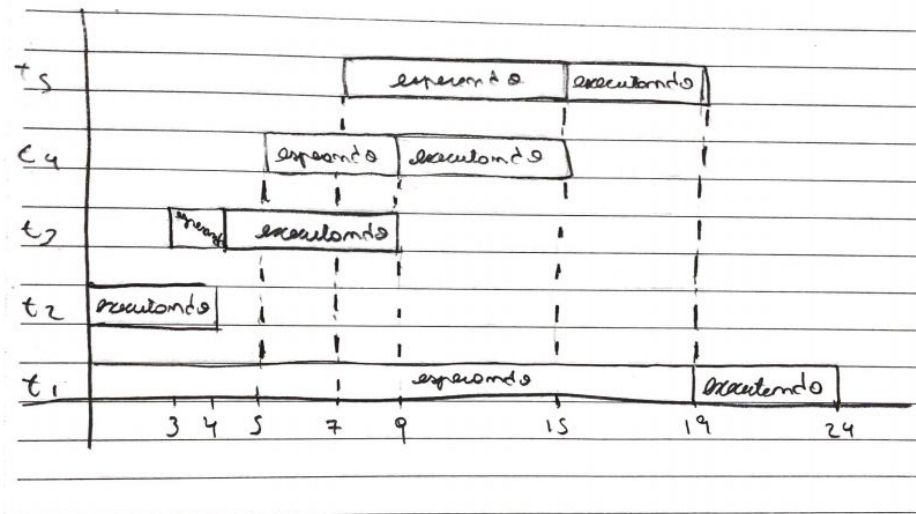 t5 esperando executando
t4 esperando executando
t3 esperando executando
t2 executando
t1 esperando executando
3 4 5 7 9 15 19 24